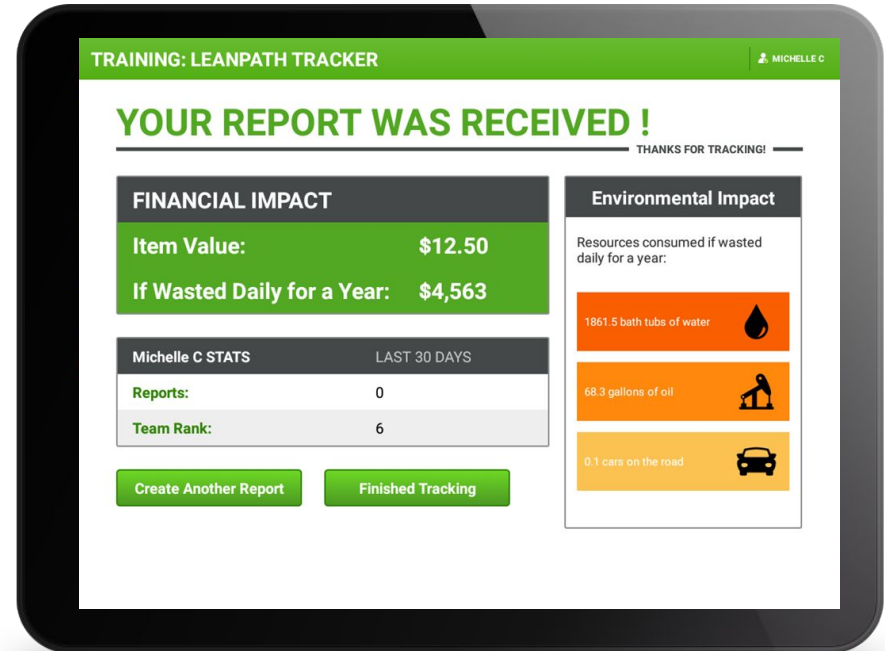 TRAINING: LEANPATH TRACKER
MICHELLE C
YOUR REPORT WAS RECEIVED !
THANKS FOR TRACKING!
FINANCIAL IMPACT
Item Value: $12.50
If Wasted Daily for a Year: $4,563
Michelle C STATS LAST 30 DAYS
Reports: 0
Team Rank: 6
Create Another Report
Finished Tracking
Environmental Impact
Resources consumed if wasted
daily for a year:
1861.5 bath tubs of water
68.3 gallons of oil
0.1 cars on the road